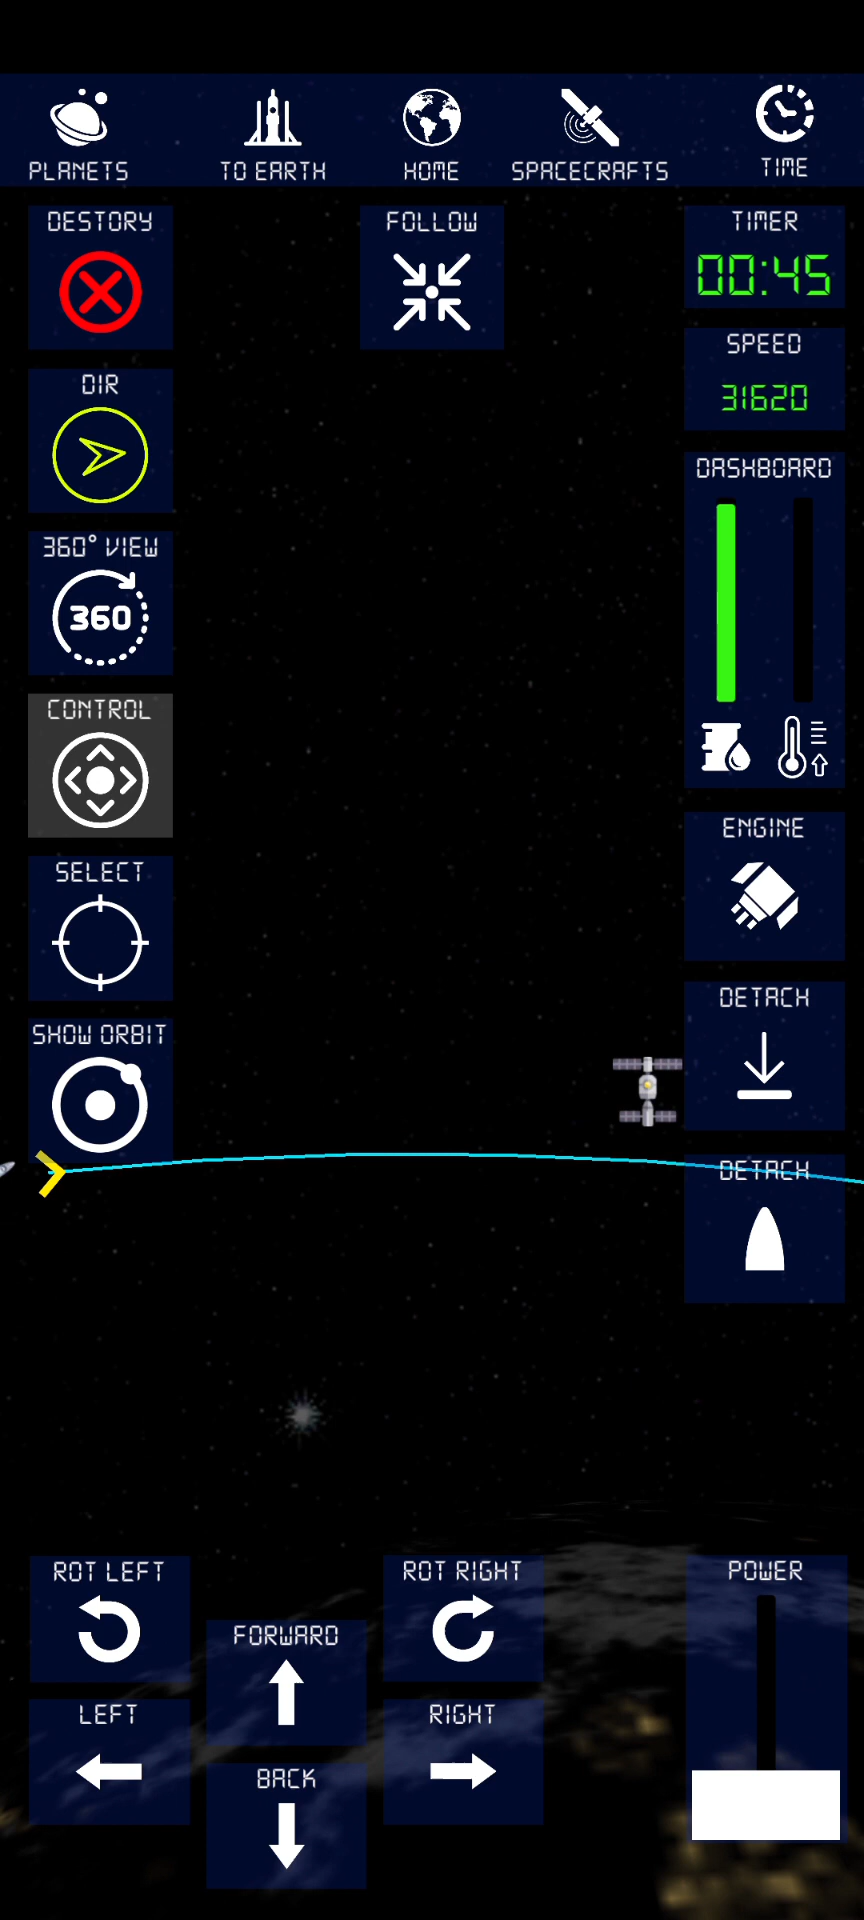 PLANETS
TO EARTH
HOME
SPACECRAFTS
TIME
DESTORY
FOLLOW
TIMER
00:45
DIR
SPEED
31620
360° VIEW
360
DASHBOARD
CONTROL
ENGINE
SELECT
DETACH
SHOW ORBIT
DETACH
ROT LEFT
ROT RIGHT
POWER
FORWARD
LEFT
RIGHT
BACK